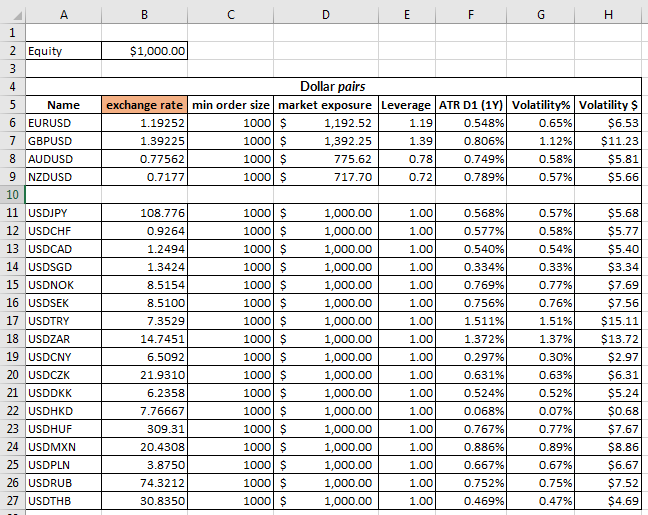 A B C D E F G H
1
2 Equity $1,000.00
3
4 Dollar pairs
5 Name exchange rate min order size market exposure Leverage ATR D1 (1Y) Volatility% Volatility $
6 EURUSD 1.19252 1000 $ 1,192.52 1.19 0.548% 0.65% $6.53
7 GBPUSD 1.39225 1000 $ 1,392.25 1.39 0.806% 1.12% $11.23
8 AUDUSD 0.77562 1000 $ 775.62 0.78 0.749% 0.58% $5.81
9 NZDUSD 0.7177 1000 $ 717.70 0.72 0.789% 0.57% $5.66
10
11 USDJPY 108.776 1000 $ 1,000.00 1.00 0.568% 0.57% $5.68
12 USDCHF 0.9264 1000 $ 1,000.00 1.00 0.577% 0.58% $5.77
13 USDCAD 1.2494 1000 $ 1,000.00 1.00 0.540% 0.54% $5.40
14 USDSGD 1.3424 1000 $ 1,000.00 1.00 0.334% 0.33% $3.34
15 USDNOK 8.5154 1000 $ 1,000.00 1.00 0.769% 0.77% $7.69
16 USDSEK 8.5100 1000 $ 1,000.00 1.00 0.756% 0.76% $7.56
17 USDTRY 7.3529 1000 $ 1,000.00 1.00 1.511% 1.51% $15.11
18 USDZAR 14.7451 1000 $ 1,000.00 1.00 1.372% 1.37% $13.72
19 USDCNY 6.5092 1000 $ 1,000.00 1.00 0.297% 0.30% $2.97
20 USDCZK 21.9310 1000 $ 1,000.00 1.00 0.631% 0.63% $6.31
21 USDDKK 6.2358 1000 $ 1,000.00 1.00 0.524% 0.52% $5.24
22 USDHKD 7.76667 1000 $ 1,000.00 1.00 0.068% 0.07% $0.68
23 USDHUF 309.31 1000 $ 1,000.00 1.00 0.767% 0.77% $7.67
24 USDMXN 20.4308 1000 $ 1,000.00 1.00 0.886% 0.89% $8.86
25 USDPLN 3.8750 1000 $ 1,000.00 1.00 0.667% 0.67% $6.67
26 USDRUB 74.3212 1000 $ 1,000.00 1.00 0.752% 0.75% $7.52
27 USDTHB 30.8350 1000 $ 1,000.00 1.00 0.469% 0.47% $4.69